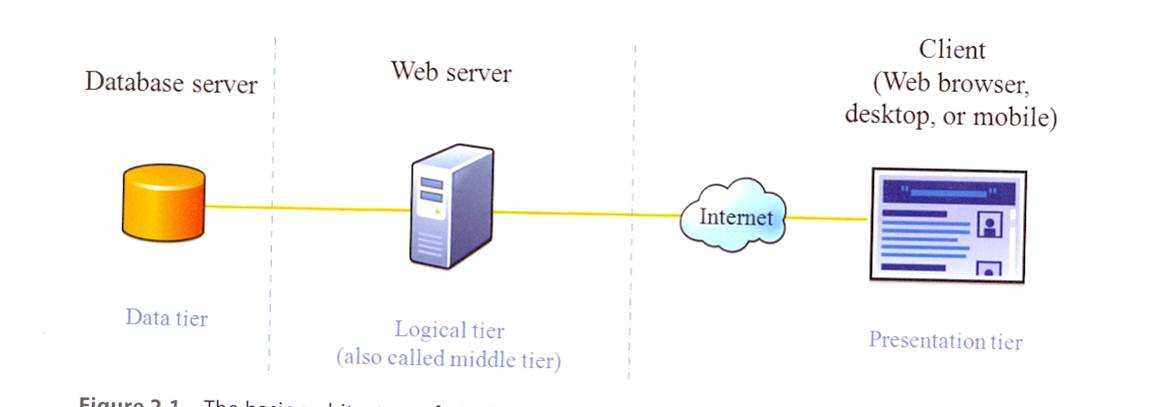 Database server
Web server
Client
(Web browser,
desktop, or mobile)
Internet
Data tier
Logical tier
(also called middle tier)
Presentation tier
Figure 2.1 The basic